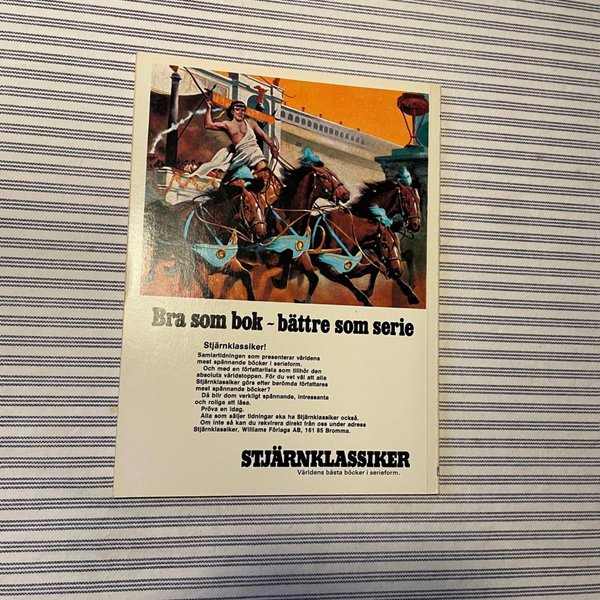 Bra som bok - bättre som serie
Stjärnklassiker!
Samlartidningen som presenterar världens
mest spännande böcker i serieform.
Och med en författarlista som tillhör den
absoluta världstoppen. För du vet väl att alla
Stjärnklassiker görs efter berömda författares
mest spännande böcker?
Då blir dom verkligt spännande, intressanta
och roliga att läsa.
Pröva en idag.
Alla som säljer tidningar ska ha Stjärnklassiker också.
Om inte så kan du rekvirera direkt från oss under adress
Stjärnklassiker, Williams Förlags AB, 161 85 Bromma.
STJÄRNKLASSIKER
Världens bästa böcker i serieform.